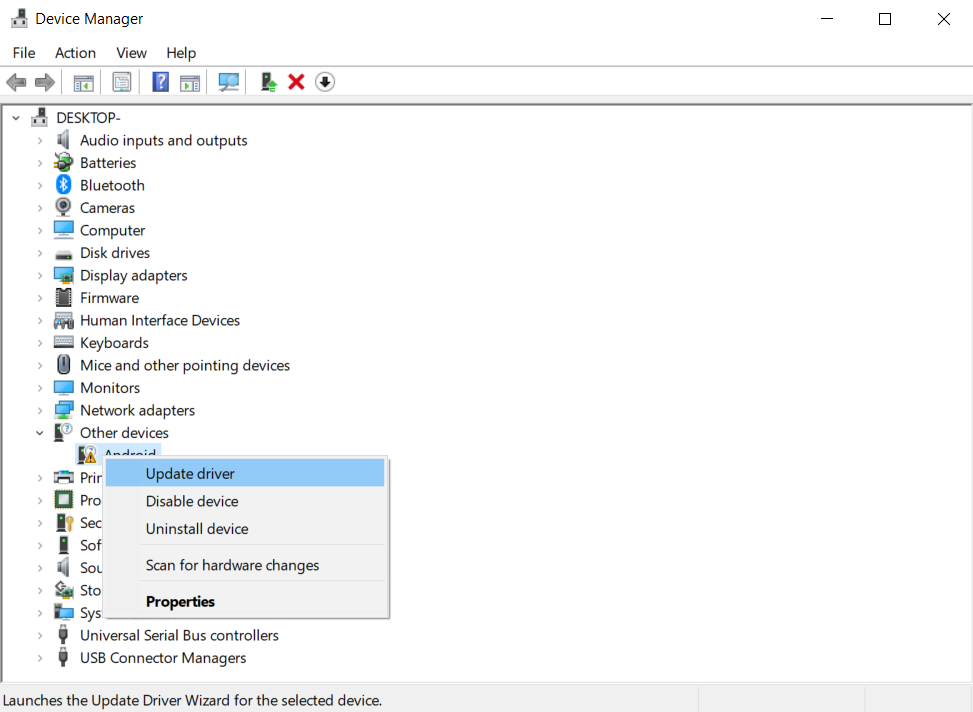 Device Manager
File Action View Help
DESKTOP-
Audio inputs and outputs
Batteries
Bluetooth
Cameras
Computer
Disk drives
Display adapters
Firmware
Human Interface Devices
Keyboards
Mice and other pointing devices
Monitors
Network adapters
Other devices
Android
Update driver
Disable device
Uninstall device
Scan for hardware changes
Properties
Prin
Pro
Sec
Sof
Sou
Sto
Sys
Universal Serial Bus controllers
USB Connector Managers
Launches the Update Driver Wizard for the selected device.